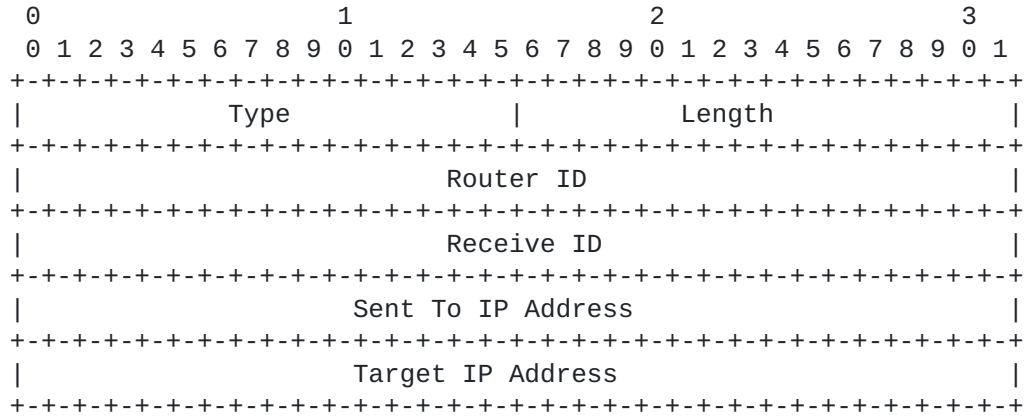 0                   1                   2                   3
 0 1 2 3 4 5 6 7 8 9 0 1 2 3 4 5 6 7 8 9 0 1 2 3 4 5 6 7 8 9 0 1
+-+-+-+-+-+-+-+-+-+-+-+-+-+-+-+-+-+-+-+-+-+-+-+-+-+-+-+-+-+-+-+-+
|             Type              |          Length               |
+-+-+-+-+-+-+-+-+-+-+-+-+-+-+-+-+-+-+-+-+-+-+-+-+-+-+-+-+-+-+-+-+
|                           Router ID                           |
+-+-+-+-+-+-+-+-+-+-+-+-+-+-+-+-+-+-+-+-+-+-+-+-+-+-+-+-+-+-+-+-+
|                           Receive ID                          |
+-+-+-+-+-+-+-+-+-+-+-+-+-+-+-+-+-+-+-+-+-+-+-+-+-+-+-+-+-+-+-+-+
|                     Sent To IP Address                        |
+-+-+-+-+-+-+-+-+-+-+-+-+-+-+-+-+-+-+-+-+-+-+-+-+-+-+-+-+-+-+-+-+
|                     Target IP Address                         |
+-+-+-+-+-+-+-+-+-+-+-+-+-+-+-+-+-+-+-+-+-+-+-+-+-+-+-+-+-+-+-+-+